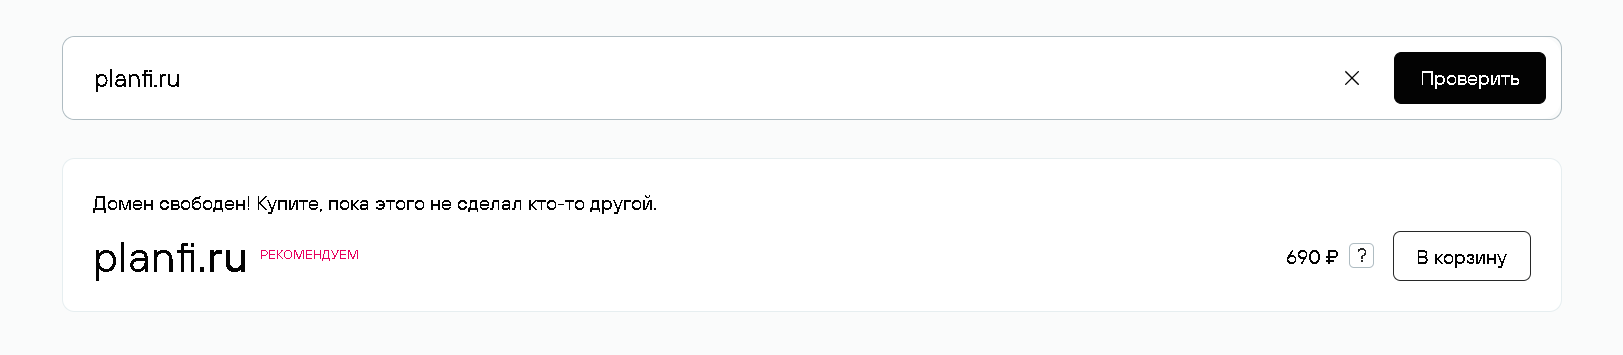 planfi.ru
Проверить
Домен свободен! Купите, пока этого не сделал кто-то другой.
planfi.ru РЕКОМЕНДУЕМ 690 ₽ ? В корзину